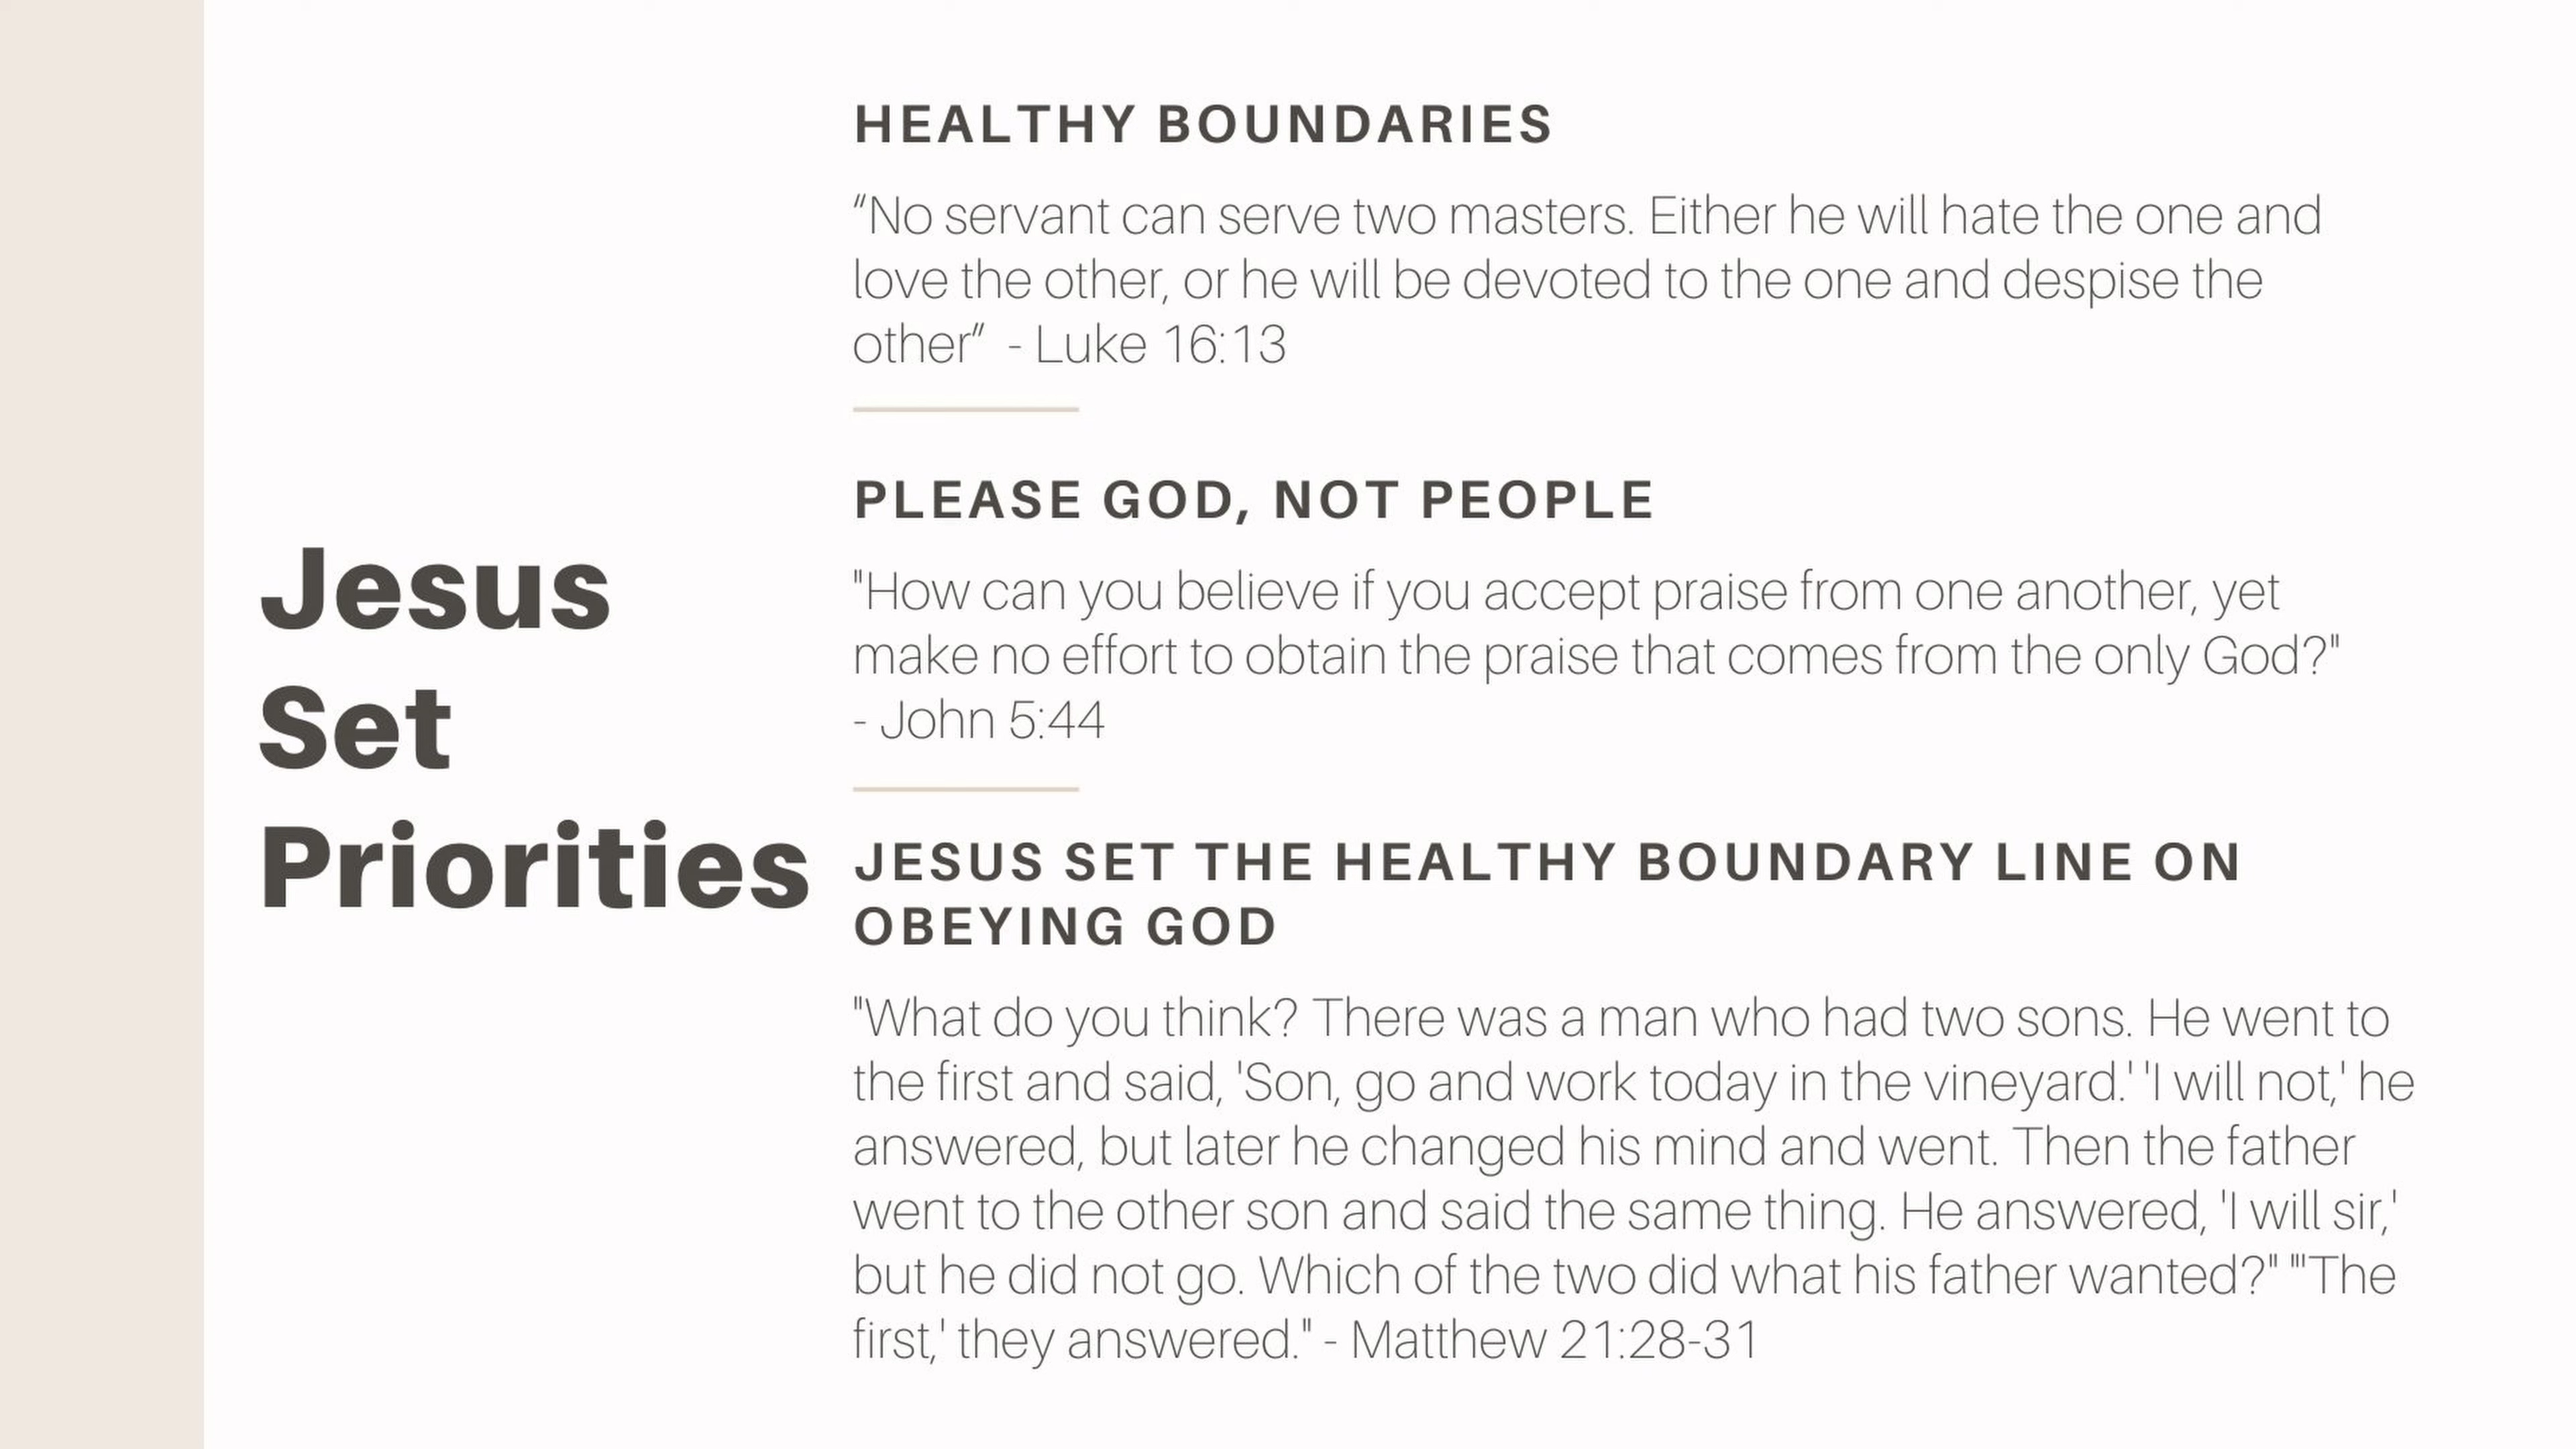 Jesus
Set
Priorities
HEALTHY BOUNDARIES
“No servant can serve two masters. Either he will hate the one and
love the other, or he will be devoted to the one and despise the
other”  - Luke 16:13
PLEASE GOD, NOT PEOPLE
"How can you believe if you accept praise from one another, yet
make no effort to obtain the praise that comes from the only God?"
- John 5:44
JESUS SET THE HEALTHY BOUNDARY LINE ON
OBEYING GOD
"What do you think? There was a man who had two sons. He went to
the first and said, 'Son, go and work today in the vineyard.' 'I will not,' he
answered, but later he changed his mind and went. Then the father
went to the other son and said the same thing. He answered, 'I will sir,'
but he did not go. Which of the two did what his father wanted?" "'The
first,' they answered." - Matthew 21:28-31